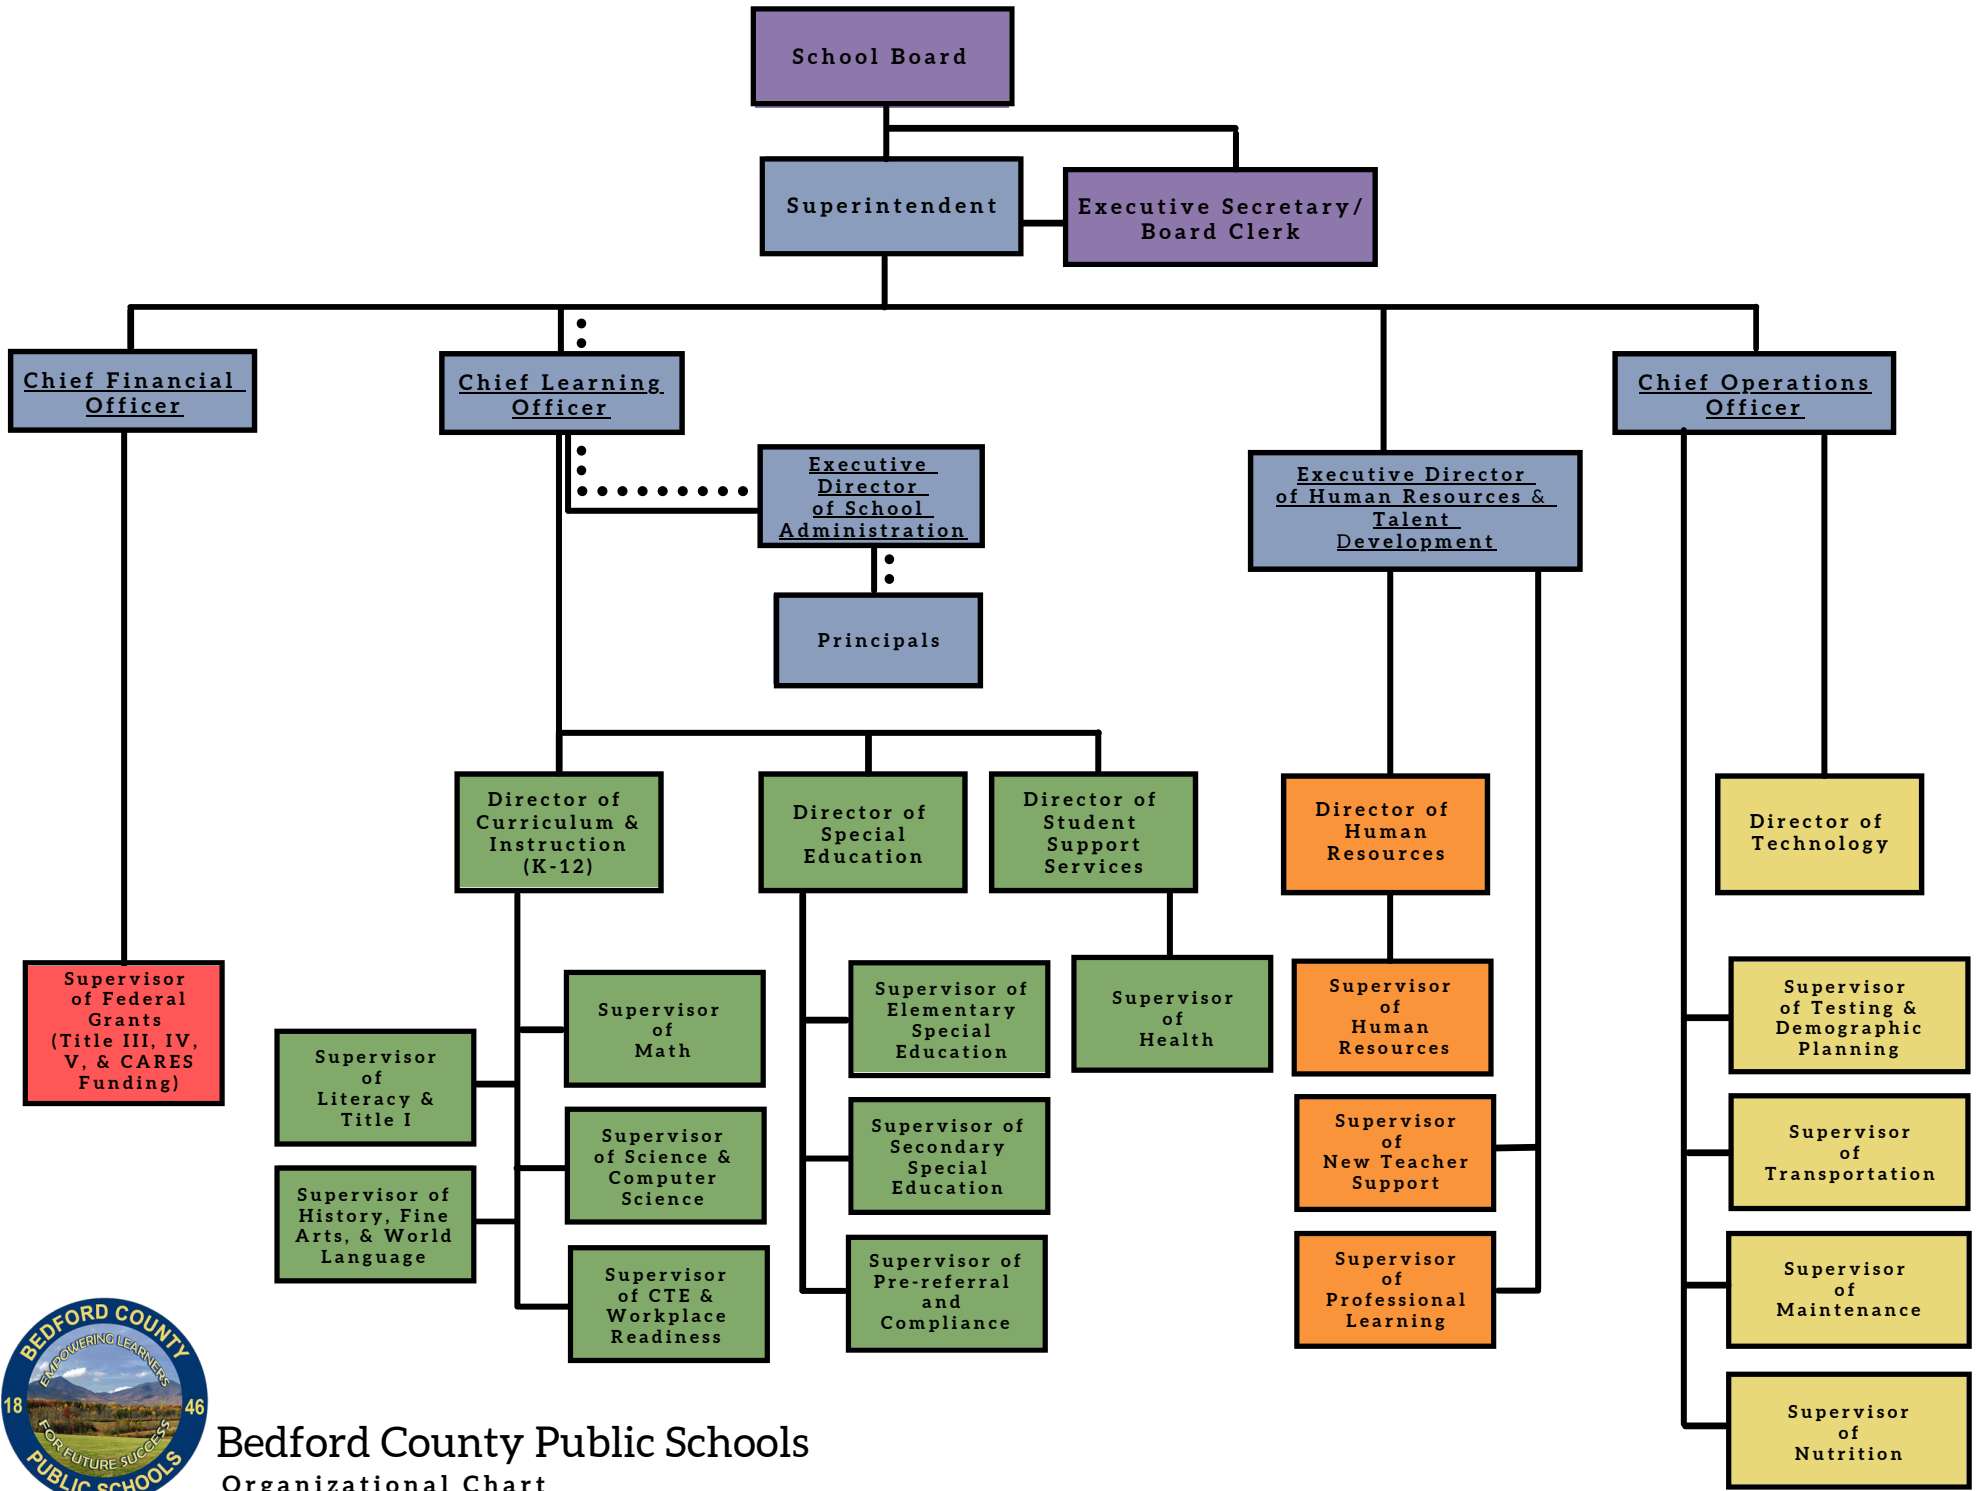 School Board
Superintendent
Executive Secretary/
Board Clerk
Chief Financial
Officer
Chief Learning
Officer
Chief Operations
Officer
Executive
Director
of School
Administration
Executive Director
of Human Resources &
Talent
Development
Principals
Director of
Curriculum &
Instruction
(K-12)
Director of
Special
Education
Director of
Student
Support
Services
Director of
Human
Resources
Director of
Technology
Supervisor
of Federal
Grants
(Title III, IV,
V, & CARES
Funding)
Supervisor
of
Literacy &
Title I
Supervisor of
History, Fine
Arts, & World
Language
Supervisor
of
Math
Supervisor
of Science &
Computer
Science
Supervisor
of CTE &
Workplace
Readiness
Supervisor of
Elementary
Special
Education
Supervisor of
Secondary
Special
Education
Supervisor of
Pre-referral
and
Compliance
Supervisor
of
Health
Supervisor
of
Human
Resources
Supervisor
of
New Teacher
Support
Supervisor
of
Professional
Learning
Supervisor
of Testing &
Demographic
Planning
Supervisor
of
Transportation
Supervisor
of
Maintenance
Supervisor
of
Nutrition
BEDFORD COUNTY
EMPOWERING LEARNERS
18 46
FOR FUTURE SUCCESS
PUBLIC SCHOOLS
Bedford County Public Schools
Organizational Chart